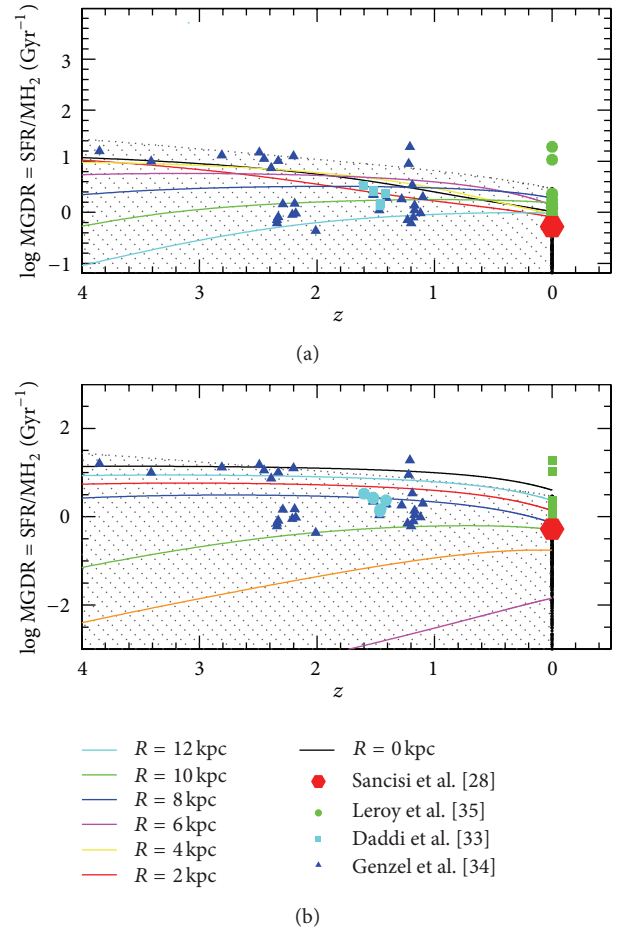 log MGDR = SFR/MH₂ (Gyr⁻¹)
3
2
1
0
−1
4 3 2 1 0
z
(a)
log MGDR = SFR/MH₂ (Gyr⁻¹)
2
0
−2
4 3 2 1 0
z
R = 12 kpc
R = 10 kpc
R = 8 kpc
R = 6 kpc
R = 4 kpc
R = 2 kpc
R = 0 kpc
Sancisi et al. [28]
Leroy et al. [35]
Daddi et al. [33]
Genzel et al. [34]
(b)